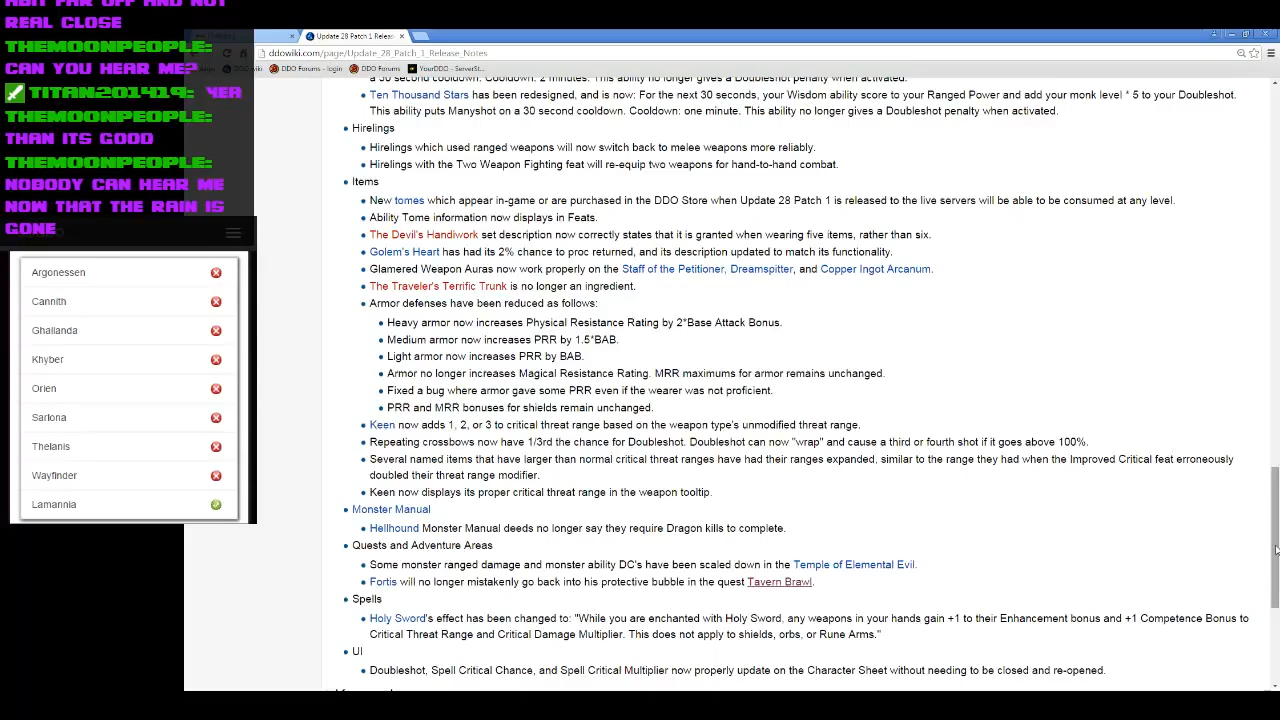 ABIT FAR OFF AND NOT
REAL CLOSE
THEMOONPEOPLE:
CAN YOU HEAR ME?
TITAN201419: YEA
THEMOONPEOPLE:
THAN ITS GOOD
THEMOONPEOPLE:
NOBODY CAN HEAR ME
NOW THAT THE RAIN IS
GONE
Argonessen
Cannith
Ghallanda
Khyber
Orien
Sarlona
Thelanis
Wayfinder
Lamannia
Update 28 Patch 1 Releas
ddowiki.com/page/Update_28_Patch_1_Release_Notes
DDO wiki DDO Forums - login DDO Forums YourDDO - ServerSt...
a 30 second cooldown. Cooldown: 2 minutes. This ability no longer gives a Doubleshot penalty when activated.
Ten Thousand Stars has been redesigned, and is now: For the next 30 seconds, your Wisdom ability score to your Ranged Power and add your monk level * 5 to your Doubleshot.
This ability puts Manyshot on a 30 second cooldown. Cooldown: one minute. This ability no longer gives a Doubleshot penalty when activated.
Hirelings
Hirelings which used ranged weapons will now switch back to melee weapons more reliably.
Hirelings with the Two Weapon Fighting feat will re-equip two weapons for hand-to-hand combat.
Items
New tomes which appear in-game or are purchased in the DDO Store when Update 28 Patch 1 is released to the live servers will be able to be consumed at any level.
Ability Tome information now displays in Feats.
The Devil's Handiwork set description now correctly states that it is granted when wearing five items, rather than six.
Golem's Heart has had its 2% chance to proc returned, and its description updated to match its functionality.
Glamered Weapon Auras now work properly on the Staff of the Petitioner, Dreamspitter, and Copper Ingot Arcanum.
The Traveler's Terrific Trunk is no longer an ingredient.
Armor defenses have been reduced as follows:
Heavy armor now increases Physical Resistance Rating by 2*Base Attack Bonus.
Medium armor now increases PRR by 1.5*BAB.
Light armor now increases PRR by BAB.
Armor no longer increases Magical Resistance Rating. MRR maximums for armor remains unchanged.
Fixed a bug where armor gave some PRR even if the wearer was not proficient.
PRR and MRR bonuses for shields remain unchanged.
Keen now adds 1, 2, or 3 to critical threat range based on the weapon type's unmodified threat range.
Repeating crossbows now have 1/3rd the chance for Doubleshot. Doubleshot can now "wrap" and cause a third or fourth shot if it goes above 100%.
Several named items that have larger than normal critical threat ranges have had their ranges expanded, similar to the range they had when the Improved Critical feat erroneously
doubled their threat range modifier.
Keen now displays its proper critical threat range in the weapon tooltip.
Monster Manual
Hellhound Monster Manual deeds no longer say they require Dragon kills to complete.
Quests and Adventure Areas
Some monster ranged damage and monster ability DC's have been scaled down in the Temple of Elemental Evil.
Fortis will no longer mistakenly go back into his protective bubble in the quest Tavern Brawl.
Spells
Holy Sword's effect has been changed to: "While you are enchanted with Holy Sword, any weapons in your hands gain +1 to their Enhancement bonus and +1 Competence Bonus to
Critical Threat Range and Critical Damage Multiplier. This does not apply to shields, orbs, or Rune Arms."
UI
Doubleshot, Spell Critical Chance, and Spell Critical Multiplier now properly update on the Character Sheet without needing to be closed and re-opened.